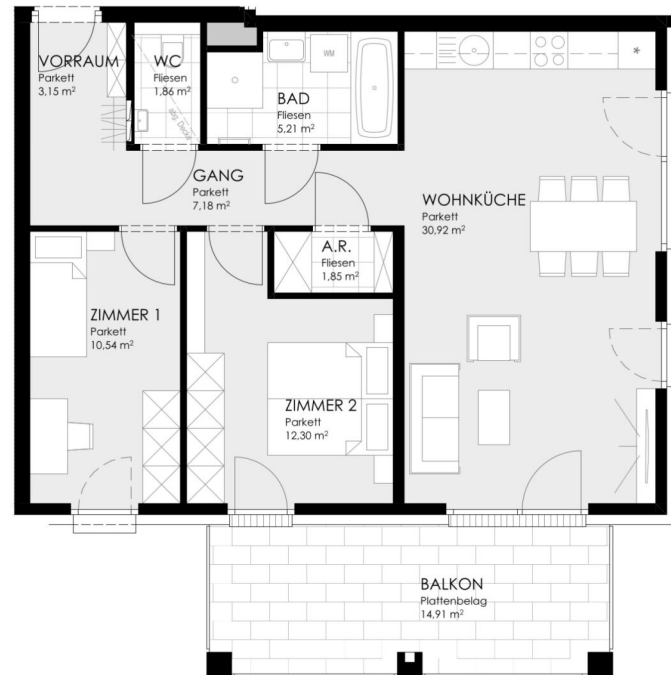 VORRAUM
Parkett
3,15 m²
WC
Fliesen
1,86 m²
abg. Decke
WM
BAD
Fliesen
5,21 m²
*
GANG
Parkett
7,18 m²
WOHNKÜCHE
Parkett
30,92 m²
A.R.
Fliesen
1,85 m²
ZIMMER 1
Parkett
10,54 m²
ZIMMER 2
Parkett
12,30 m²
BALKON
Plattenbelag
14,91 m²